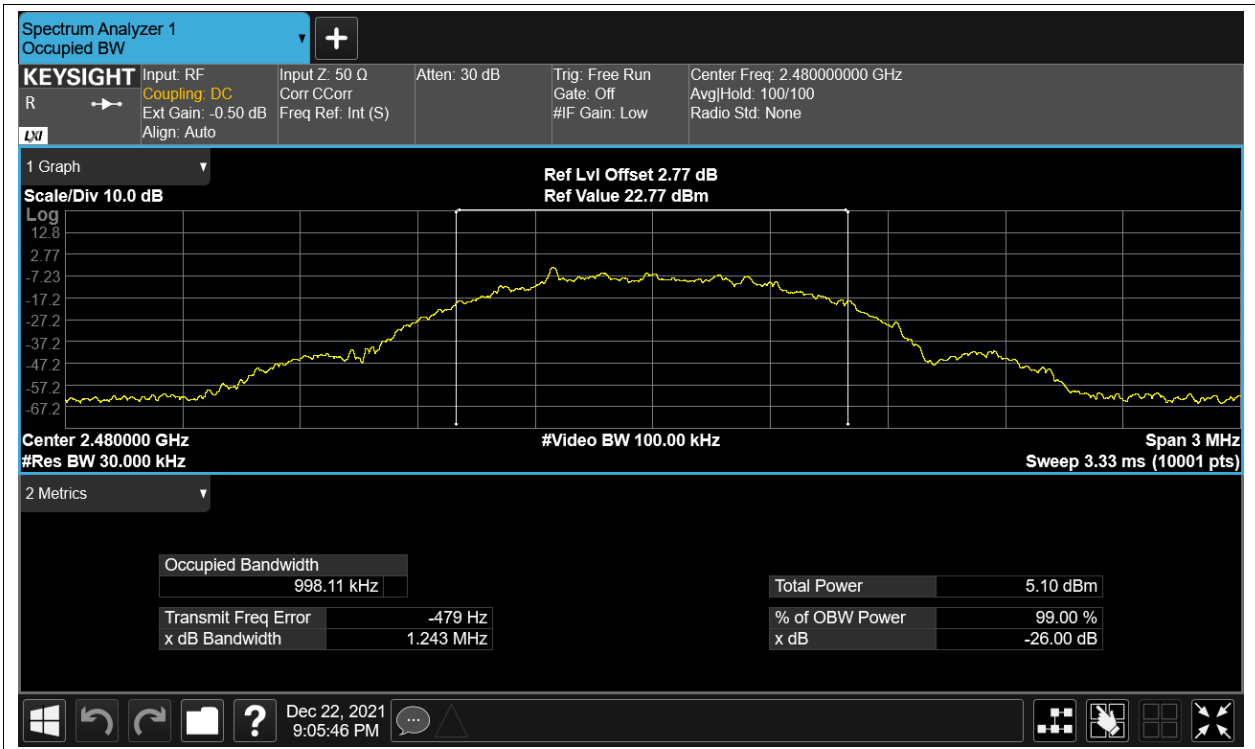 Spectrum Analyzer 1
Occupied BW
KEYSIGHT
R
LXI
Input: RF
Coupling: DC
Ext Gain: -0.50 dB
Align: Auto
Input Z: 50 Ω
Corr CCorr
Freq Ref: Int (S)
Atten: 30 dB
Trig: Free Run
Gate: Off
#IF Gain: Low
Center Freq: 2.480000000 GHz
Avg|Hold: 100/100
Radio Std: None
1 Graph
Ref Lvl Offset 2.77 dB
Scale/Div 10.0 dB
Ref Value 22.77 dBm
Log
12.8
2.77
-7.23
-17.2
-27.2
-37.2
-47.2
-57.2
-67.2
Center 2.480000 GHz
#Video BW 100.00 kHz
Span 3 MHz
#Res BW 30.000 kHz
Sweep 3.33 ms (10001 pts)
2 Metrics
Occupied Bandwidth
998.11 kHz
Transmit Freq Error -479 Hz
x dB Bandwidth 1.243 MHz
Total Power 5.10 dBm
% of OBW Power 99.00 %
x dB -26.00 dB
?
Dec 22, 2021
9:05:46 PM